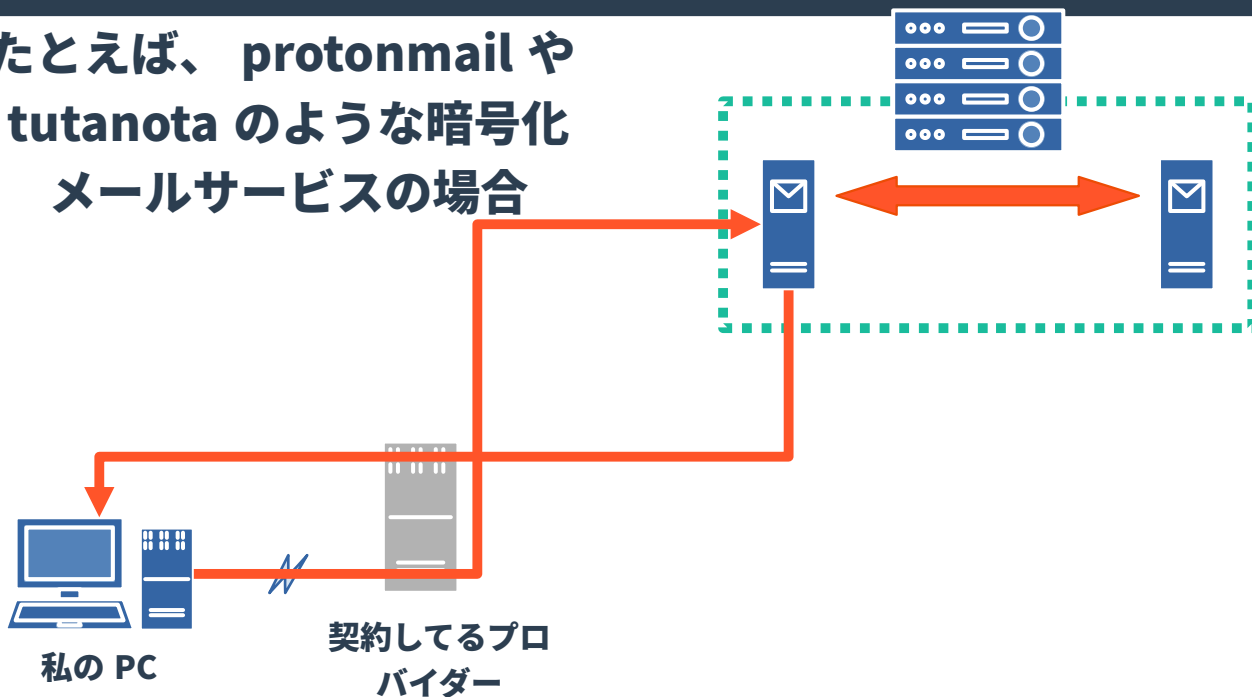 たとえば、 protonmail や
tutanota のような暗号化
メールサービスの場合
私の PC
契約してるプロ
バイダー